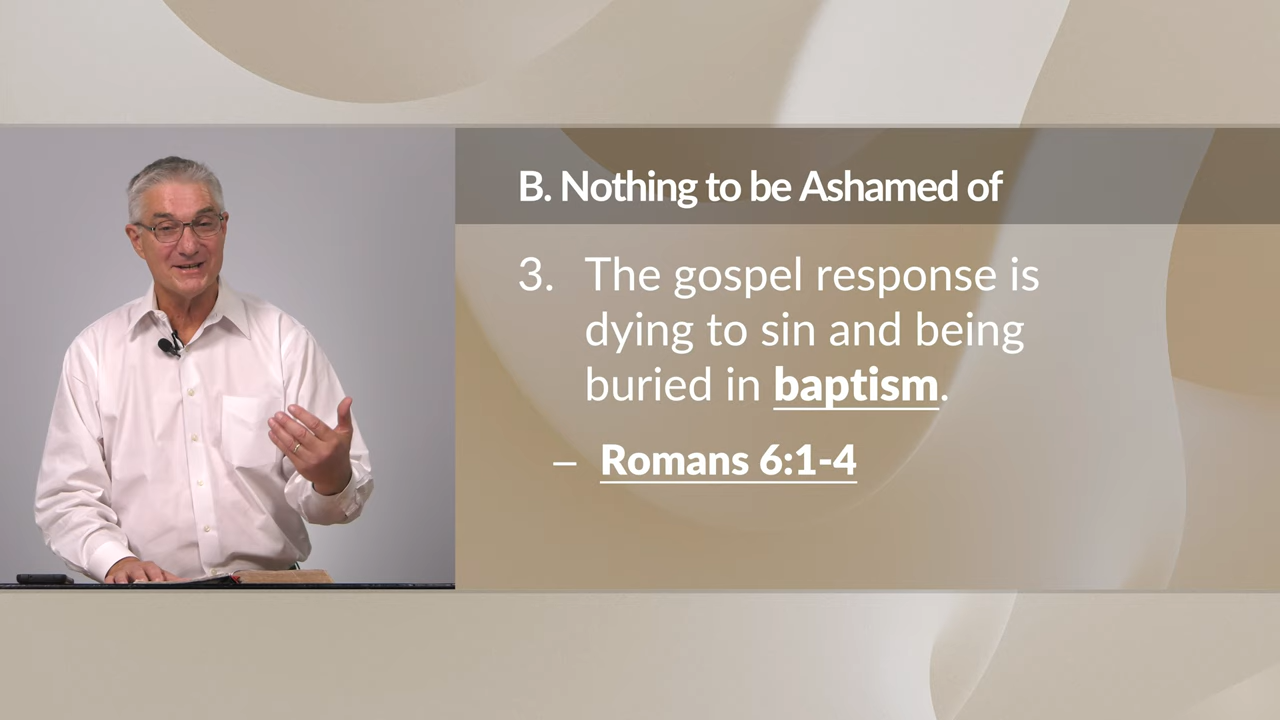 B. Nothing to be Ashamed of
3. The gospel response is
dying to sin and being
buried in baptism.
– Romans 6:1-4